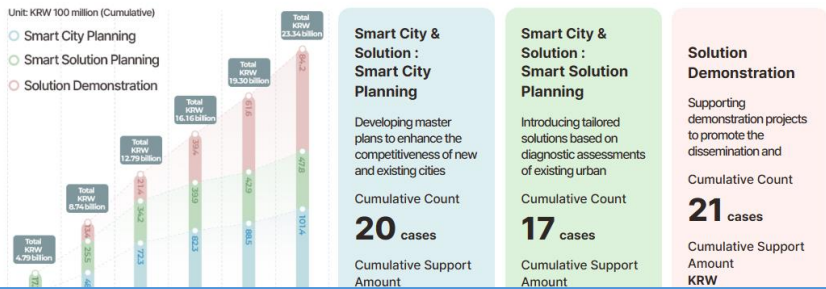 Unit: KRW 100 million (Cumulative)
Smart City Planning
Smart Solution Planning
Solution Demonstration
Total
KRW
4.79 billion
Total
KRW
8.74 billion
13.4
25.5
Total
KRW
12.79 billion
21.4
34.2
72.3
Total
KRW
16.16 billion
39.4
39.9
82.3
Total
KRW
19.30 billion
61.6
42.9
88.5
Total
KRW
23.34 billion
84.2
47.8
101.4
Smart City &
Solution :
Smart City
Planning
Developing master
plans to enhance the
competitiveness of new
and existing cities
Cumulative Count
20 cases
Cumulative Support
Amount
Smart City &
Solution :
Smart Solution
Planning
Introducing tailored
solutions based on
diagnostic assessments
of existing urban
Cumulative Count
17 cases
Cumulative Support
Amount
Solution
Demonstration
Supporting
demonstration projects
to promote the
dissemination and
Cumulative Count
21 cases
Cumulative Support
Amount
KRW